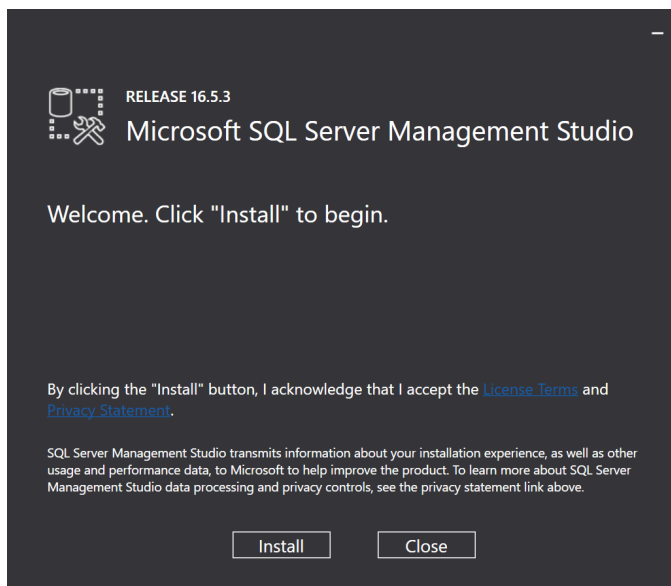 RELEASE 16.5.3
Microsoft SQL Server Management Studio
Welcome. Click "Install" to begin.
By clicking the "Install" button, I acknowledge that I accept the License Terms and
Privacy Statement.
SQL Server Management Studio transmits information about your installation experience, as well as other
usage and performance data, to Microsoft to help improve the product. To learn more about SQL Server
Management Studio data processing and privacy controls, see the privacy statement link above.
Install
Close